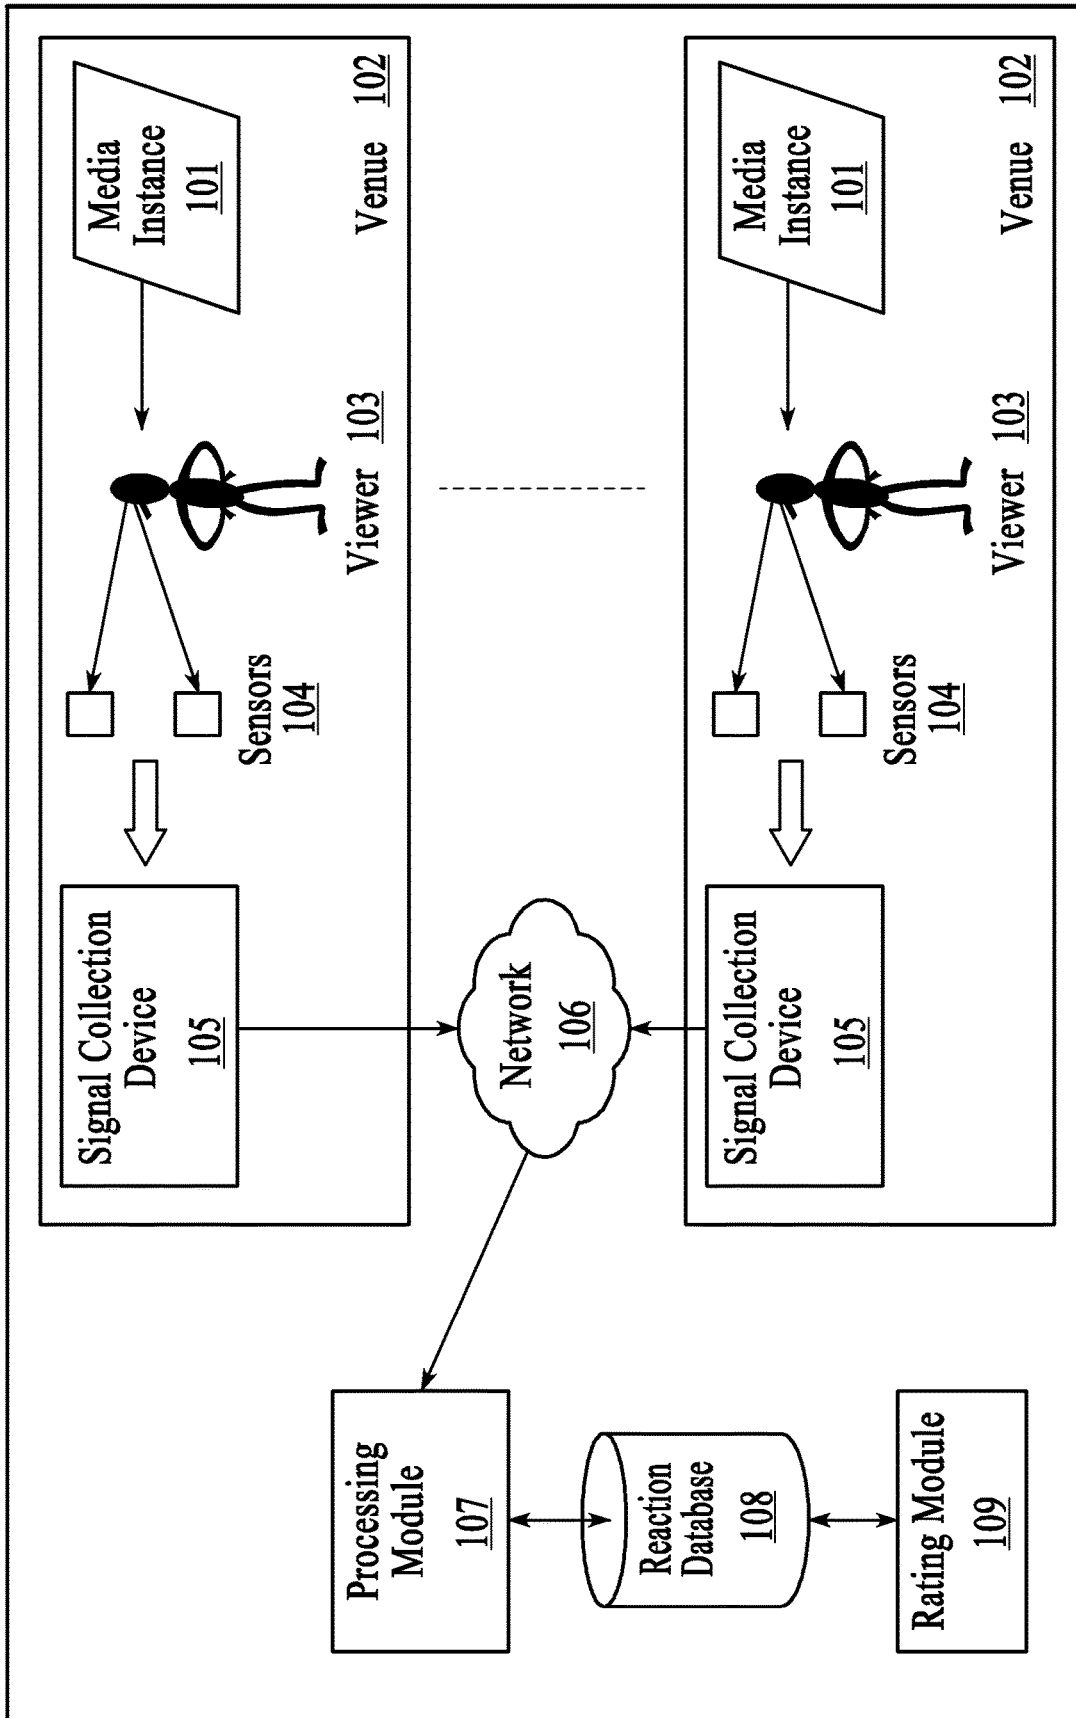 Media
Instance
101
Venue 102
Viewer 103
Sensors
104
Signal Collection
Device
105
Network
106
Media
Instance
101
Venue 102
Viewer 103
Sensors
104
Signal Collection
Device
105
Processing
Module
107
Reaction
Database
108
Rating Module
109